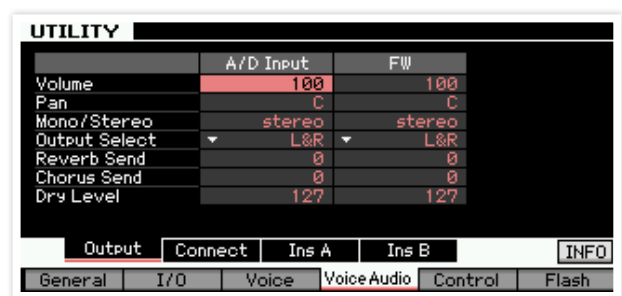 UTILITY
A/D Input FW
Volume 100 100
Pan C C
Mono/Stereo stereo stereo
Output Select L&R L&R
Reverb Send 0 0
Chorus Send 0 0
Dry Level 127 127
Output Connect Ins A Ins B INFO
General I/O Voice Voice Audio Control Flash